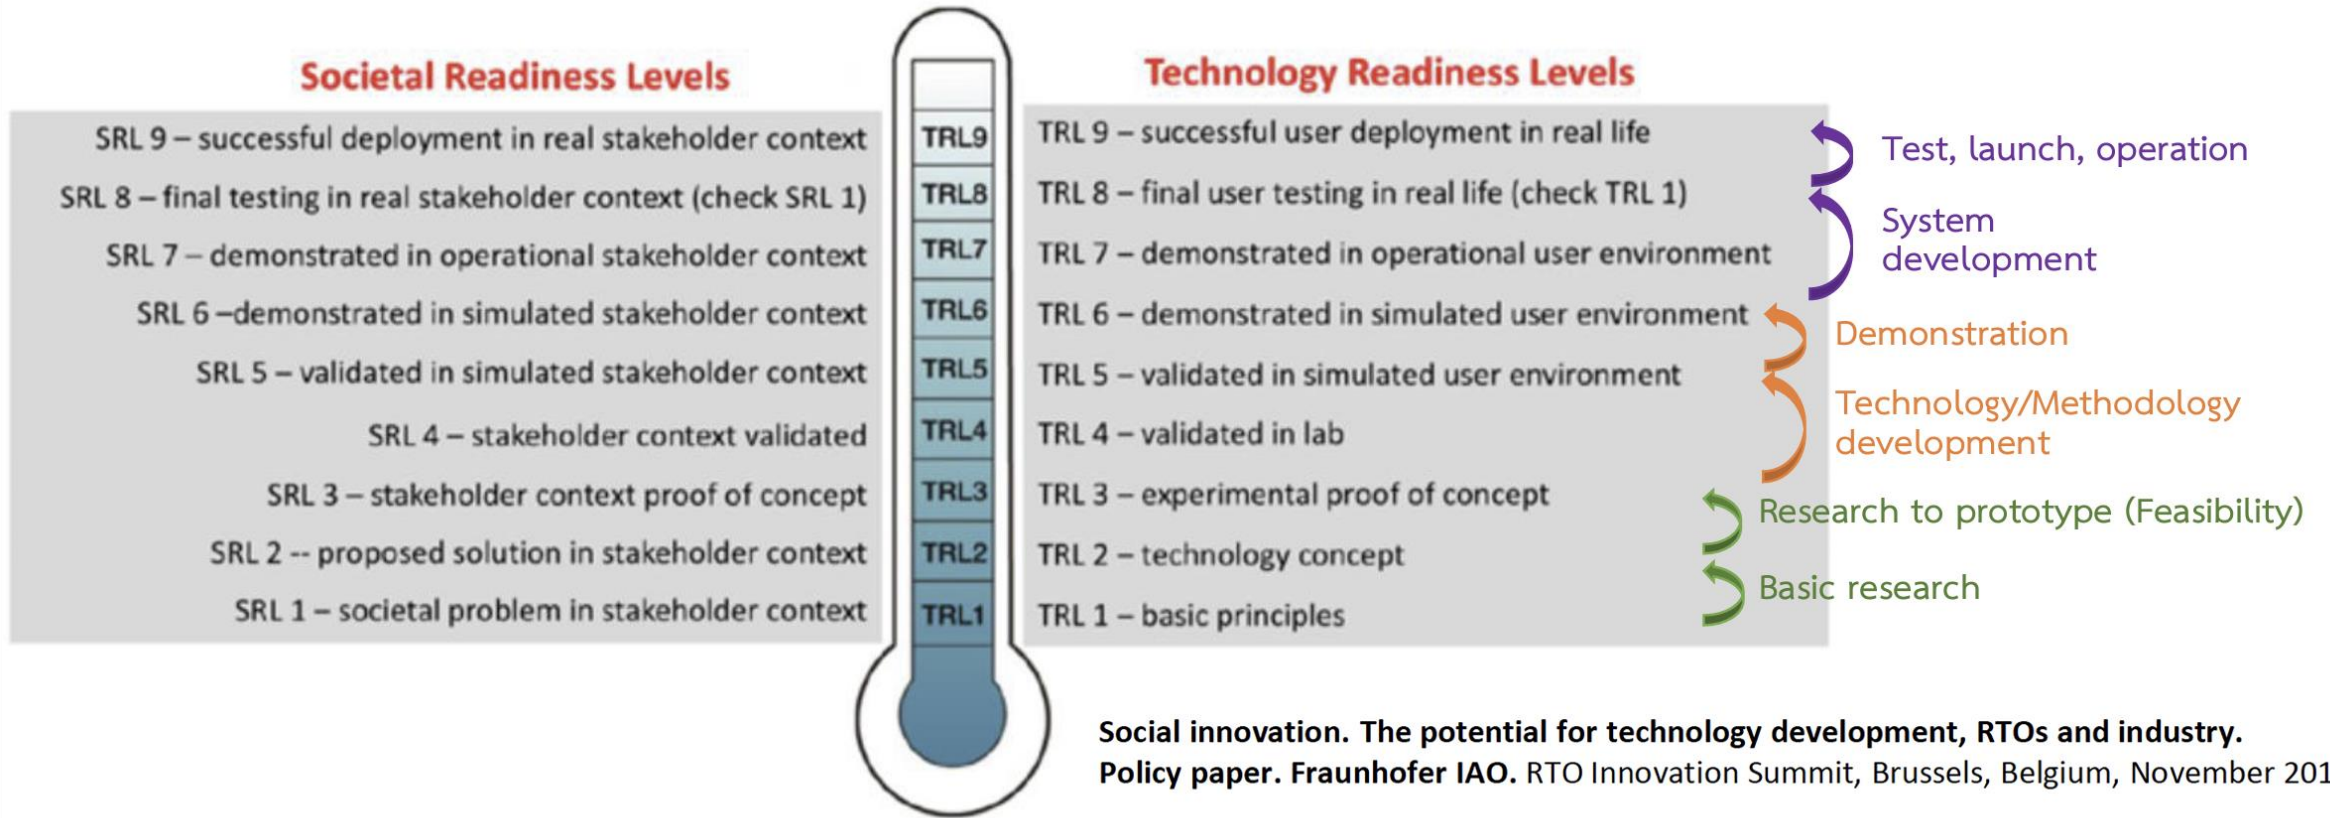 Societal Readiness Levels
SRL 9 – successful deployment in real stakeholder context
SRL 8 – final testing in real stakeholder context (check SRL 1)
SRL 7 – demonstrated in operational stakeholder context
SRL 6 –demonstrated in simulated stakeholder context
SRL 5 – validated in simulated stakeholder context
SRL 4 – stakeholder context validated
SRL 3 – stakeholder context proof of concept
SRL 2 -- proposed solution in stakeholder context
SRL 1 – societal problem in stakeholder context
TRL9
TRL8
TRL7
TRL6
TRL5
TRL4
TRL3
TRL2
TRL1
Technology Readiness Levels
TRL 9 – successful user deployment in real life
TRL 8 – final user testing in real life (check TRL 1)
TRL 7 – demonstrated in operational user environment
TRL 6 – demonstrated in simulated user environment
TRL 5 – validated in simulated user environment
TRL 4 – validated in lab
TRL 3 – experimental proof of concept
TRL 2 – technology concept
TRL 1 – basic principles
Test, launch, operation
System
development
Demonstration
Technology/Methodology
development
Research to prototype (Feasibility)
Basic research
Social innovation. The potential for technology development, RTOs and industry.
Policy paper. Fraunhofer IAO. RTO Innovation Summit, Brussels, Belgium, November 201